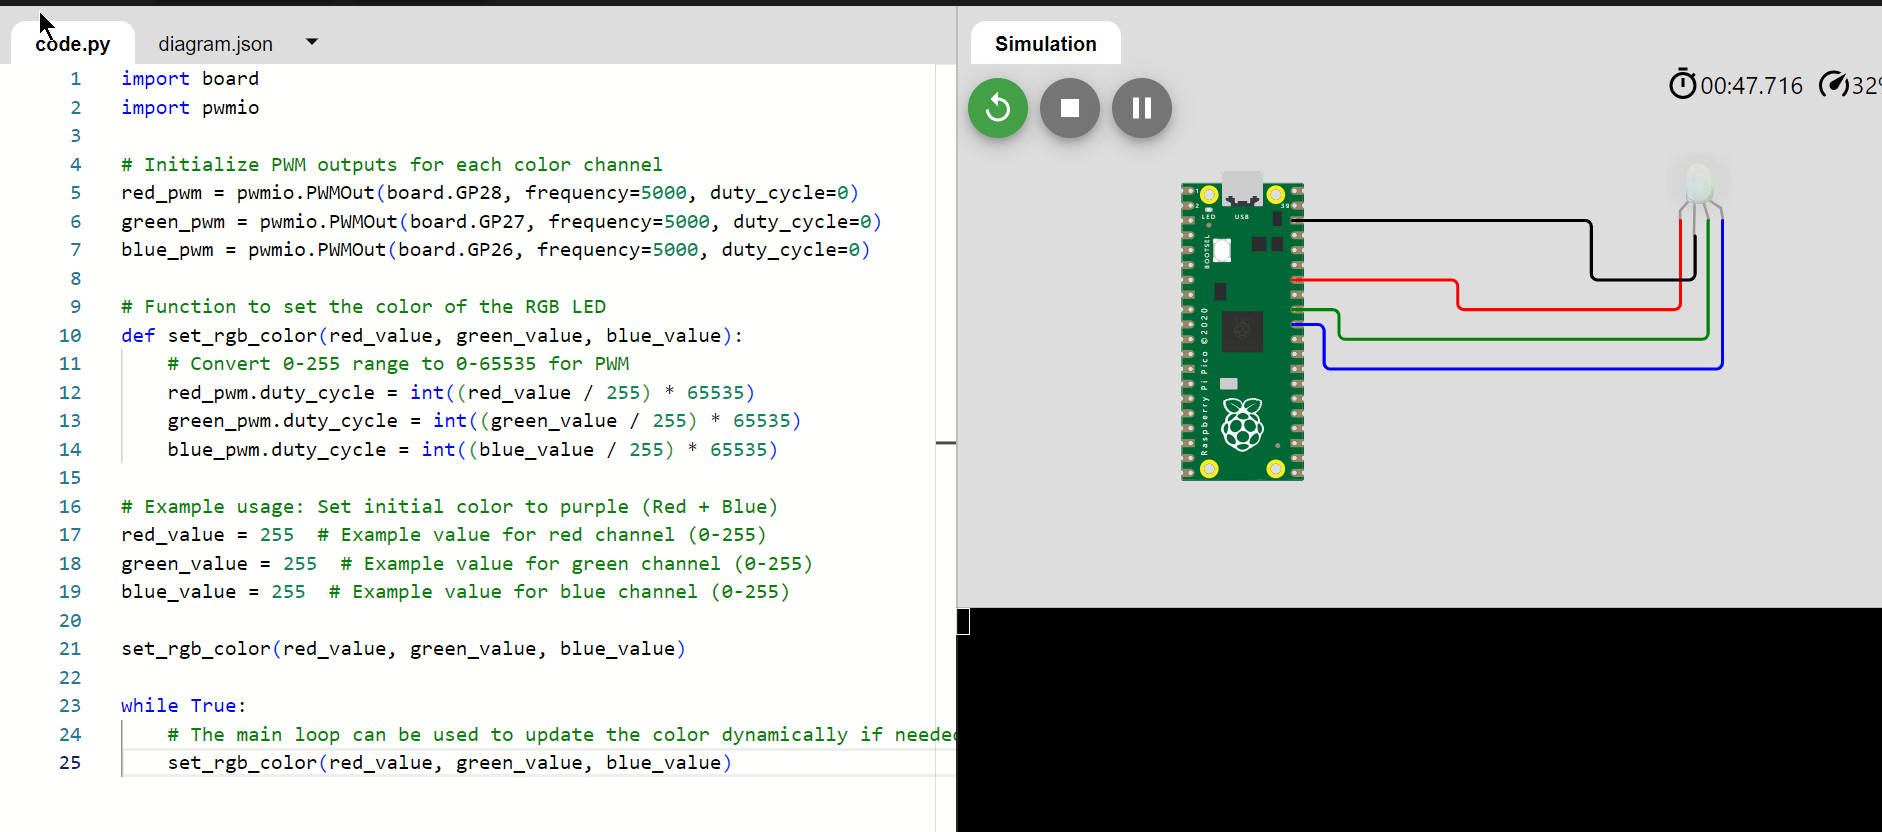 code.py diagram.json
1 import board
2 import pwmio
3
4 # Initialize PWM outputs for each color channel
5 red_pwm = pwmio.PWMOut(board.GP28, frequency=5000, duty_cycle=0)
6 green_pwm = pwmio.PWMOut(board.GP27, frequency=5000, duty_cycle=0)
7 blue_pwm = pwmio.PWMOut(board.GP26, frequency=5000, duty_cycle=0)
8
9 # Function to set the color of the RGB LED
10 def set_rgb_color(red_value, green_value, blue_value):
11 # Convert 0-255 range to 0-65535 for PWM
12 red_pwm.duty_cycle = int((red_value / 255) * 65535)
13 green_pwm.duty_cycle = int((green_value / 255) * 65535)
14 blue_pwm.duty_cycle = int((blue_value / 255) * 65535)
15
16 # Example usage: Set initial color to purple (Red + Blue)
17 red_value = 255 # Example value for red channel (0-255)
18 green_value = 255 # Example value for green channel (0-255)
19 blue_value = 255 # Example value for blue channel (0-255)
20
21 set_rgb_color(red_value, green_value, blue_value)
22
23 while True:
24 # The main loop can be used to update the color dynamically if needed
25 set_rgb_color(red_value, green_value, blue_value)
Simulation
00:47.716 32%
1
2 39
LED USB
BOOTSEL
Raspberry Pi Pico ©2020